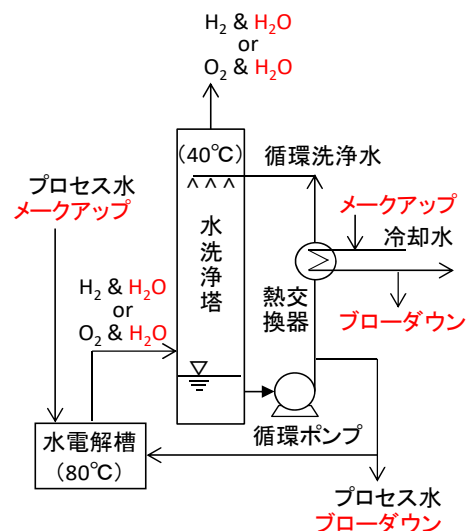 H₂ & H₂O
or
O₂ & H₂O
(40℃)
循環洗浄水
プロセス水
メークアップ
メークアップ
冷却水
水洗浄塔
H₂ & H₂O
or
O₂ & H₂O
熱交
換器
ブローダウン
水電解槽
(80℃)
循環ポンプ
プロセス水
ブローダウン